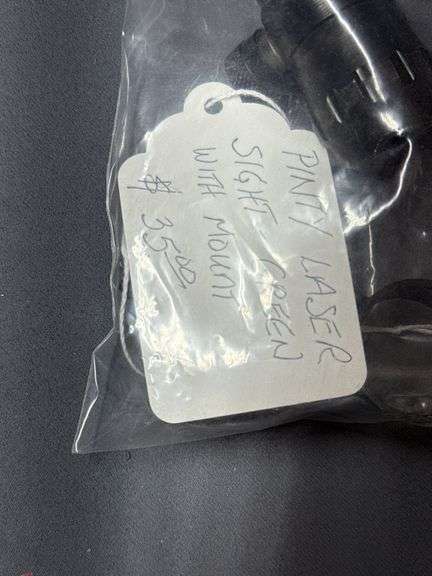 PINTY LASER
SIGHT GREEN
WITH MOUNT
$ 35.00